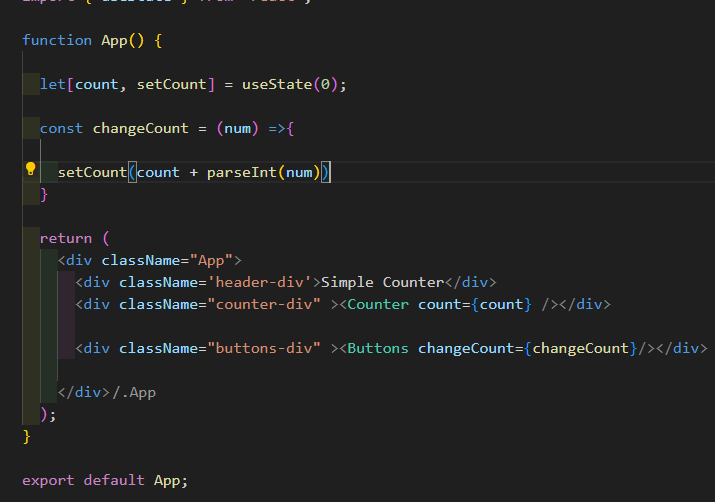 function App() {
let[count, setCount] = useState(0);
const changeCount = (num) =>{
setCount(count + parseInt(num))
}
return (
<div className="App">
<div className='header-div'>Simple Counter</div>
<div className="counter-div" ><Counter count={count} /></div>
<div className="buttons-div" ><Buttons changeCount={changeCount}/></div>
</div>/.App
);
}
export default App;